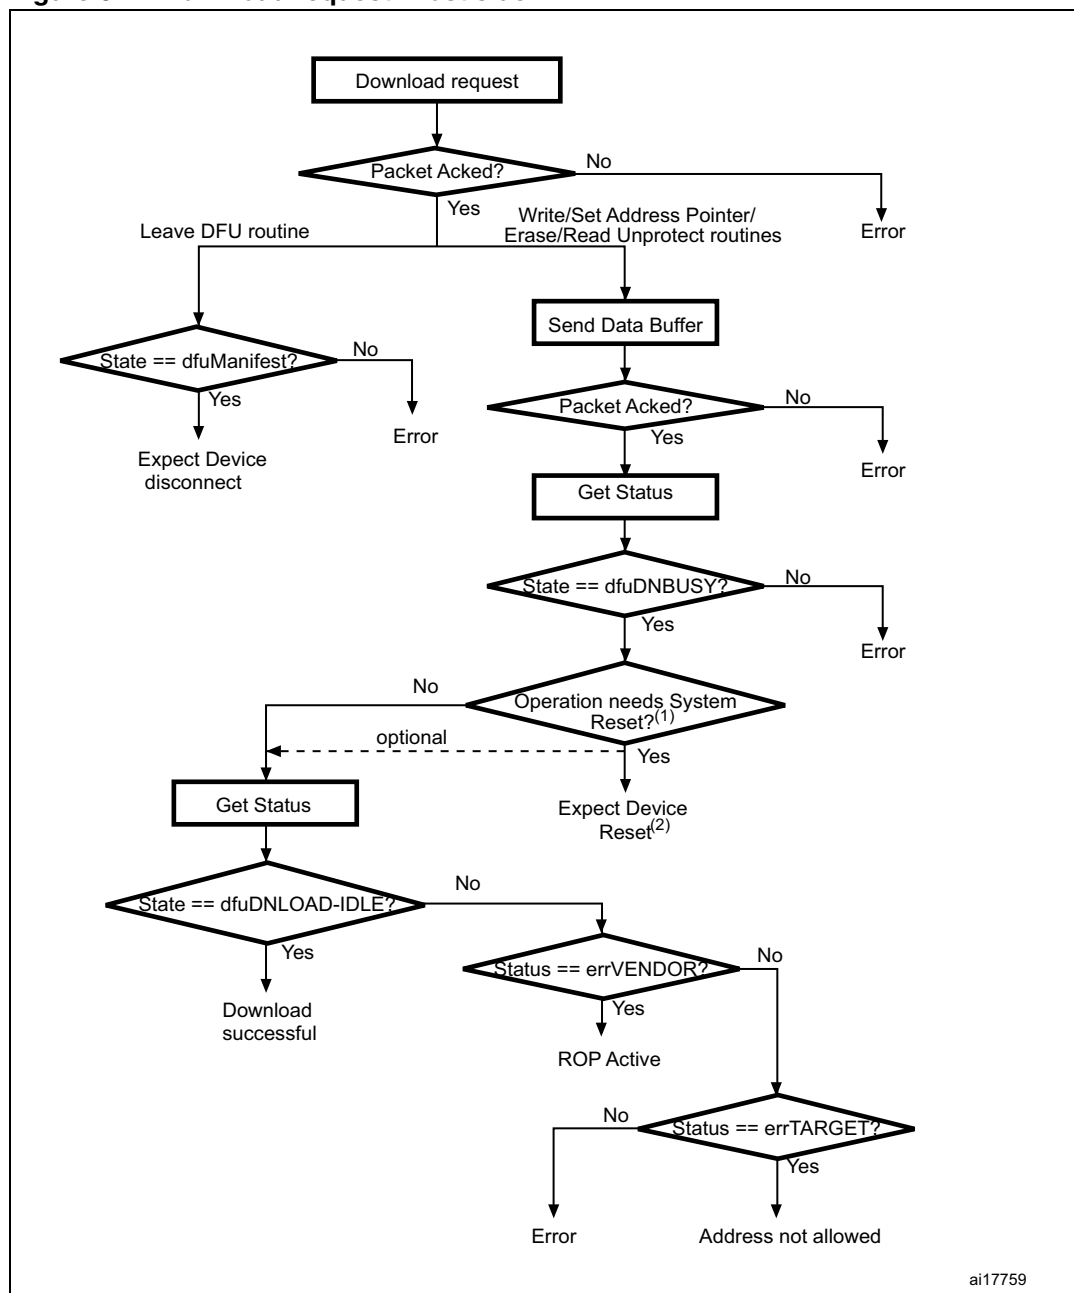 Download request
Packet Acked?
No
Yes
Error
Leave DFU routine
Write/Set Address Pointer/
Erase/Read Unprotect routines
Send Data Buffer
State == dfuManifest?
No
Yes
Error
Expect Device
disconnect
Packet Acked?
No
Yes
Error
Get Status
State == dfuDNBUSY?
No
Yes
Error
Operation needs System
Reset?(1)
No
Yes
optional
Expect Device
Reset(2)
Get Status
State == dfuDNLOAD-IDLE?
No
Yes
Download
successful
Status == errVENDOR?
No
Yes
ROP Active
Status == errTARGET?
No
Yes
Error
Address not allowed
ai17759